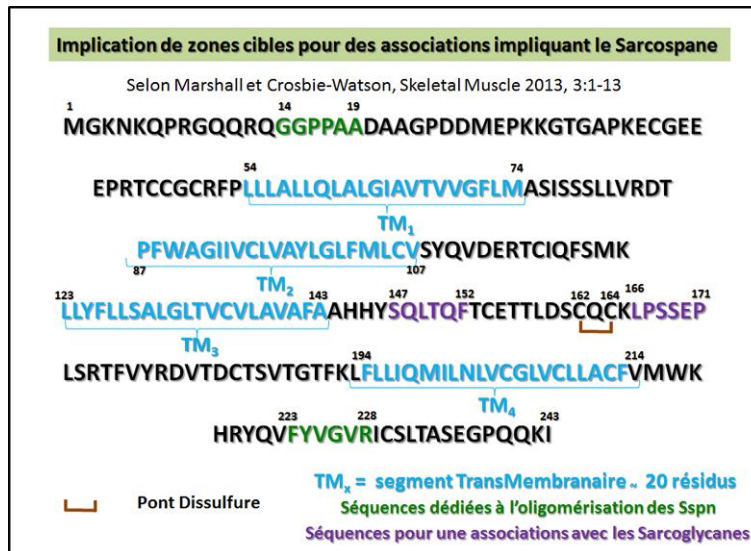 Implication de zones cibles pour des associations impliquant le Sarcospane
Selon Marshall et Crosbie-Watson, Skeletal Muscle 2013, 3:1-13
1 14 19
MGKNKQPRGQQRQGGPPAADAAGPDDMEPKKGTGAPKECGEE
54 74
EPRTCCGCRFPLLLALLQLALGIAVTVVGFLMASISSSLLVRDT
TM1
PFWAGIIVCLVAYLGLFMLCVSYQVDERTCIQFSMK
87 107
TM2
123 143 147 152 162 164 166 171
LLYFLLSALGLTVCVLAVAFAAHHYSQLTQFTCETTLDSCQCKLPSSEP
TM3
194 214
LSRTFVYRDVTDCTSVTGTFKLFLLIQMILNLVCGLVCLLACFVMWK
TM4
223 228 243
HRYQVFYVGVRICSLTASEGPQQKI
TMx = segment TransMembranaire ~ 20 résidus
Pont Dissulfure
Séquences dédiées à l'oligomérisation des Sspn
Séquences pour une associations avec les Sarcoglycanes